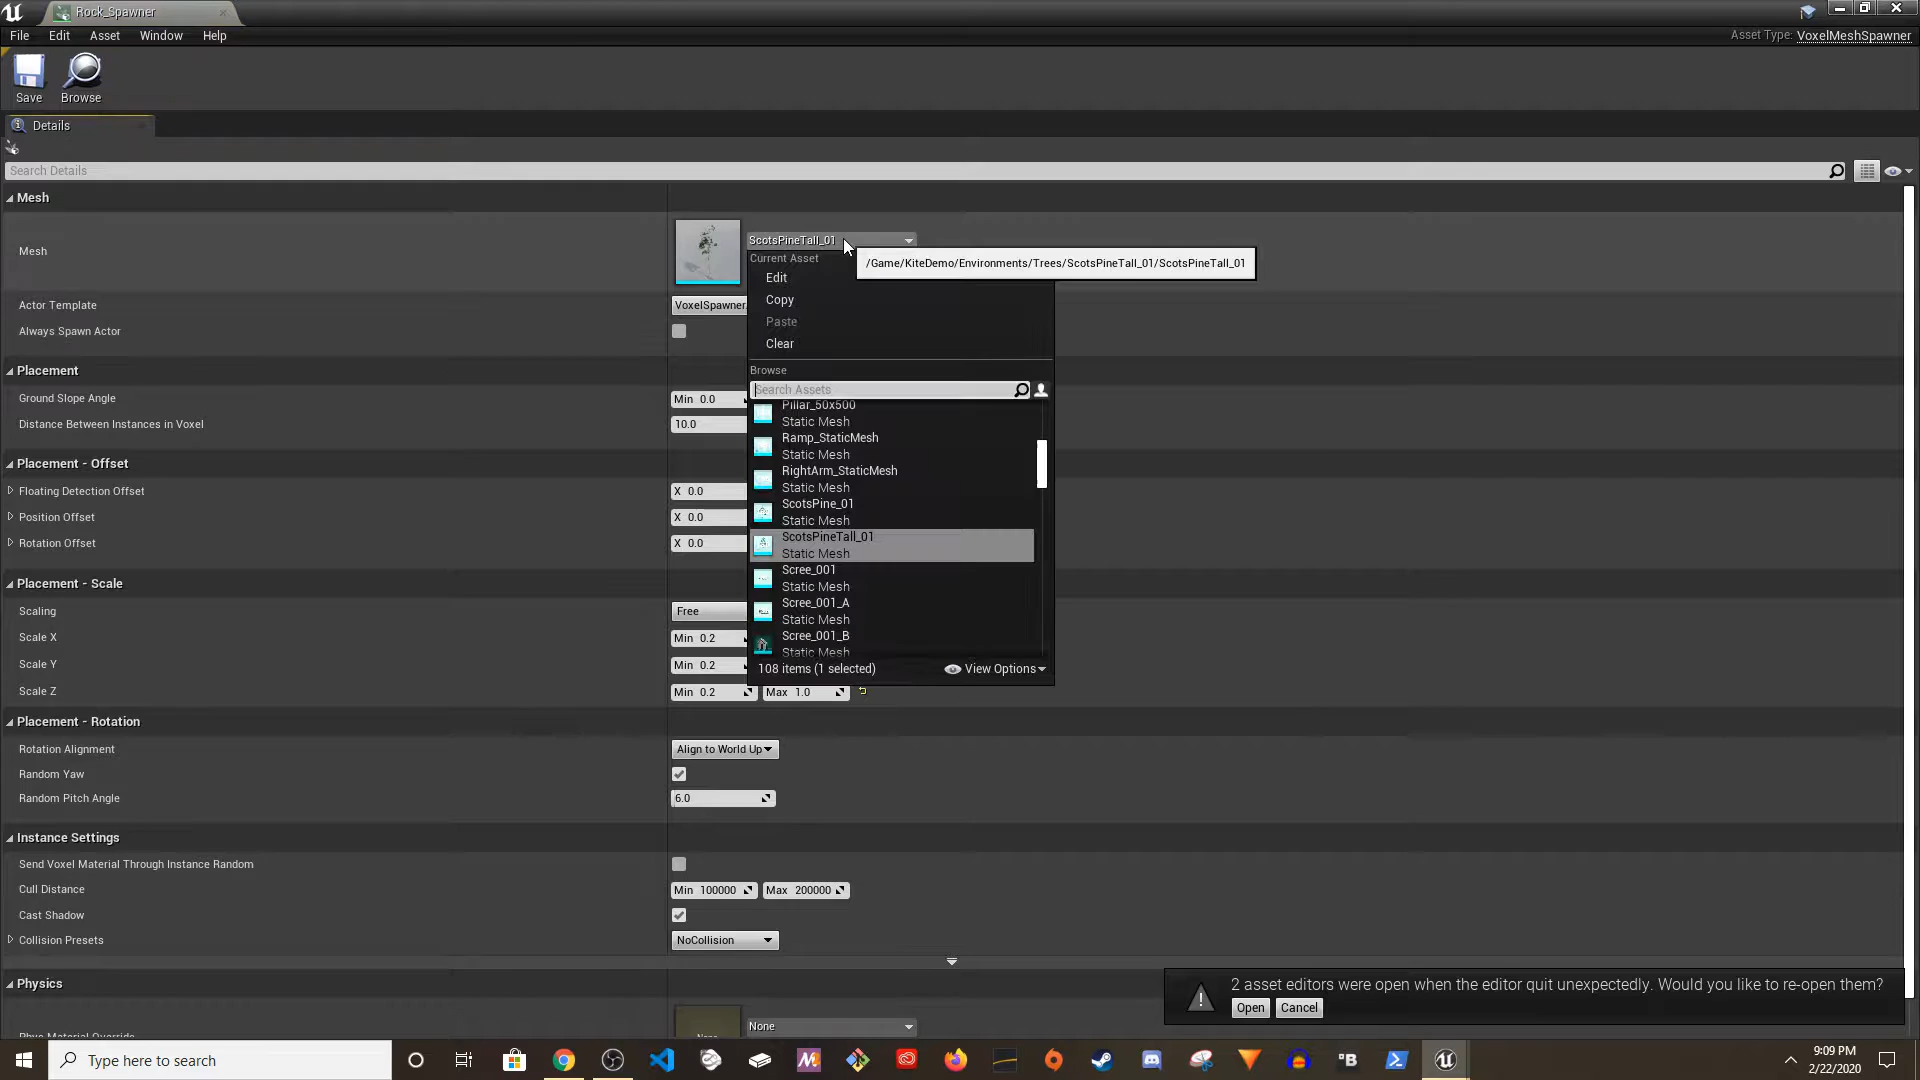 Rock_Spawner
File Edit Asset Window Help
Asset Type: VoxelMeshSpawner
Save Browse
Details
Search Details
Mesh
Mesh
ScotsPineTall_01
/Game/KiteDemo/Environments/Trees/ScotsPineTall_01/ScotsPineTall_01
Current Asset
Edit
Copy
Paste
Clear
Browse
Search Assets
Pillar_50x500
Static Mesh
Ramp_StaticMesh
Static Mesh
RightArm_StaticMesh
Static Mesh
ScotsPine_01
Static Mesh
ScotsPineTall_01
Static Mesh
Scree_001
Static Mesh
Scree_001_A
Static Mesh
Scree_001_B
Static Mesh
108 items (1 selected) View Options
Actor Template VoxelSpawner
Always Spawn Actor
Placement
Ground Slope Angle Min 0.0
Distance Between Instances in Voxel 10.0
Placement - Offset
Floating Detection Offset X 0.0
Position Offset X 0.0
Rotation Offset X 0.0
Placement - Scale
Scaling Free
Scale X Min 0.2
Scale Y Min 0.2
Scale Z Min 0.2 Max 1.0
Placement - Rotation
Rotation Alignment Align to World Up
Random Yaw
Random Pitch Angle 6.0
Instance Settings
Send Voxel Material Through Instance Random
Cull Distance Min 100000 Max 200000
Cast Shadow
Collision Presets NoCollision
Physics
Phys Material Override None None
2 asset editors were open when the editor quit unexpectedly. Would you like to re-open them?
Open Cancel
Type here to search
9:09 PM
2/22/2020